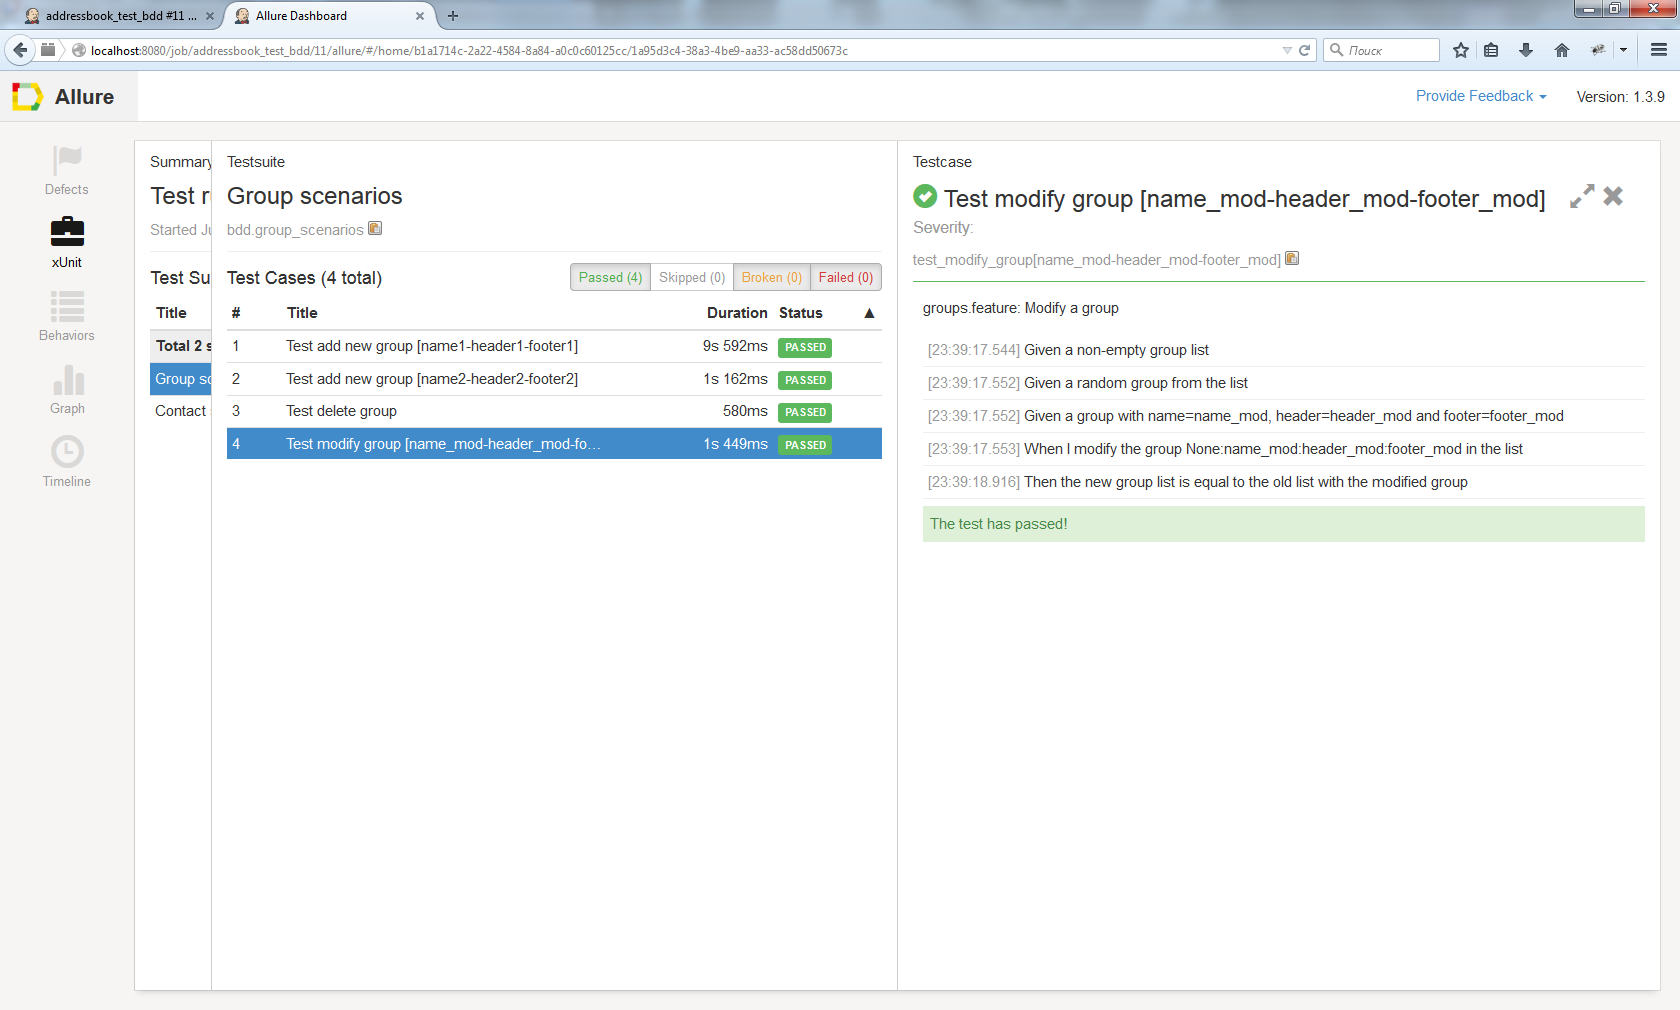 addressbook_test_bdd #11 ...
Allure Dashboard
localhost:8080/job/addressbook_test_bdd/11/allure/#/home/b1a1714c-2a22-4584-8a84-a0c0c60125cc/1a95d3c4-38a3-4be9-aa33-ac58dd50673c
Поиск
Allure
Provide Feedback
Version: 1.3.9
Defects
xUnit
Behaviors
Graph
Timeline
Summary
Test r
Started Ju
Test Su
Title
Total 2 s
Group sc
Contact
Testsuite
Group scenarios
bdd.group_scenarios
Test Cases (4 total)
Passed (4) Skipped (0) Broken (0) Failed (0)
# Title Duration Status ▲
1 Test add new group [name1-header1-footer1] 9s 592ms PASSED
2 Test add new group [name2-header2-footer2] 1s 162ms PASSED
3 Test delete group 580ms PASSED
4 Test modify group [name_mod-header_mod-fo... 1s 449ms PASSED
Testcase
Test modify group [name_mod-header_mod-footer_mod]
Severity:
test_modify_group[name_mod-header_mod-footer_mod]
groups.feature: Modify a group
[23:39:17.544] Given a non-empty group list
[23:39:17.552] Given a random group from the list
[23:39:17.552] Given a group with name=name_mod, header=header_mod and footer=footer_mod
[23:39:17.553] When I modify the group None:name_mod:header_mod:footer_mod in the list
[23:39:18.916] Then the new group list is equal to the old list with the modified group
The test has passed!